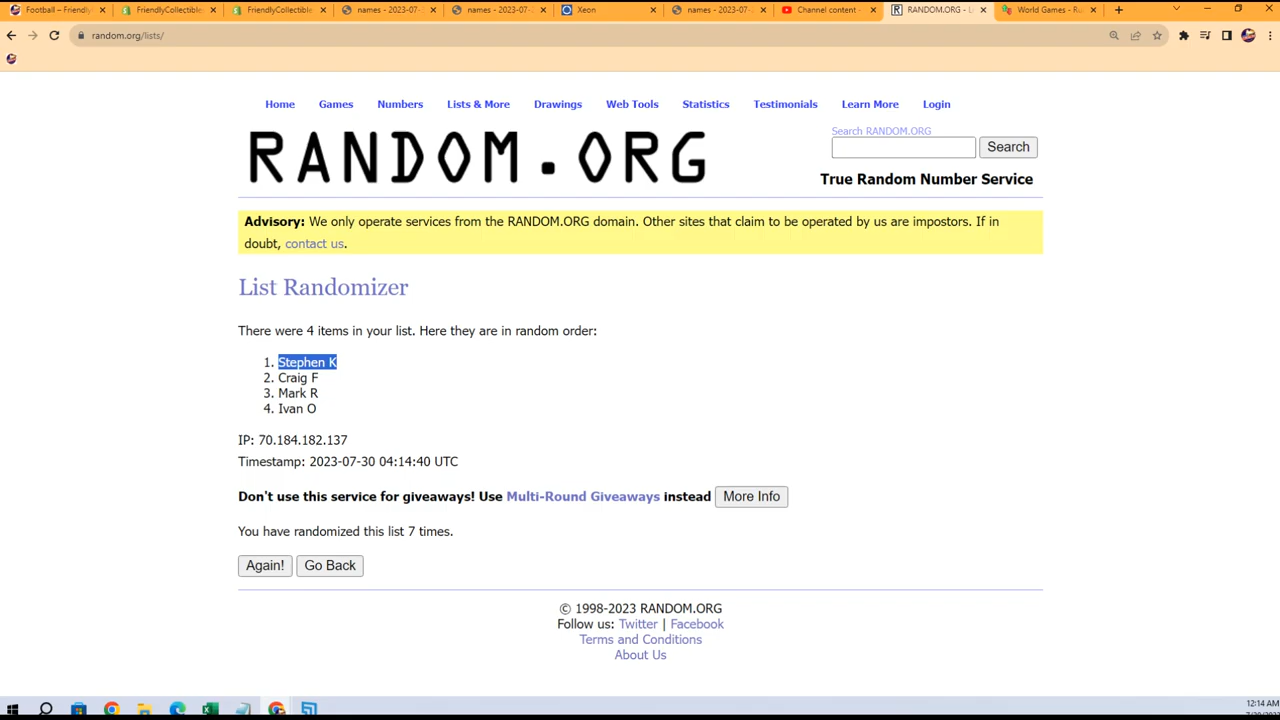 Football – Friendly
FriendlyCollectible
FriendlyCollectible
names - 2023-07-
names - 2023-07-
Xeon
names - 2023-07-
Channel content -
RANDOM.ORG - L
World Games - R
random.org/lists/
Home Games Numbers Lists & More Drawings Web Tools Statistics Testimonials Learn More Login
RANDOM.ORG
Search RANDOM.ORG
Search
True Random Number Service
Advisory: We only operate services from the RANDOM.ORG domain. Other sites that claim to be operated by us are impostors. If in
doubt, contact us.
List Randomizer
There were 4 items in your list. Here they are in random order:
1. Stephen K
2. Craig F
3. Mark R
4. Ivan O
IP: 70.184.182.137
Timestamp: 2023-07-30 04:14:40 UTC
Don't use this service for giveaways! Use Multi-Round Giveaways instead More Info
You have randomized this list 7 times.
Again! Go Back
© 1998-2023 RANDOM.ORG
Follow us: Twitter | Facebook
Terms and Conditions
About Us
12:14 AM